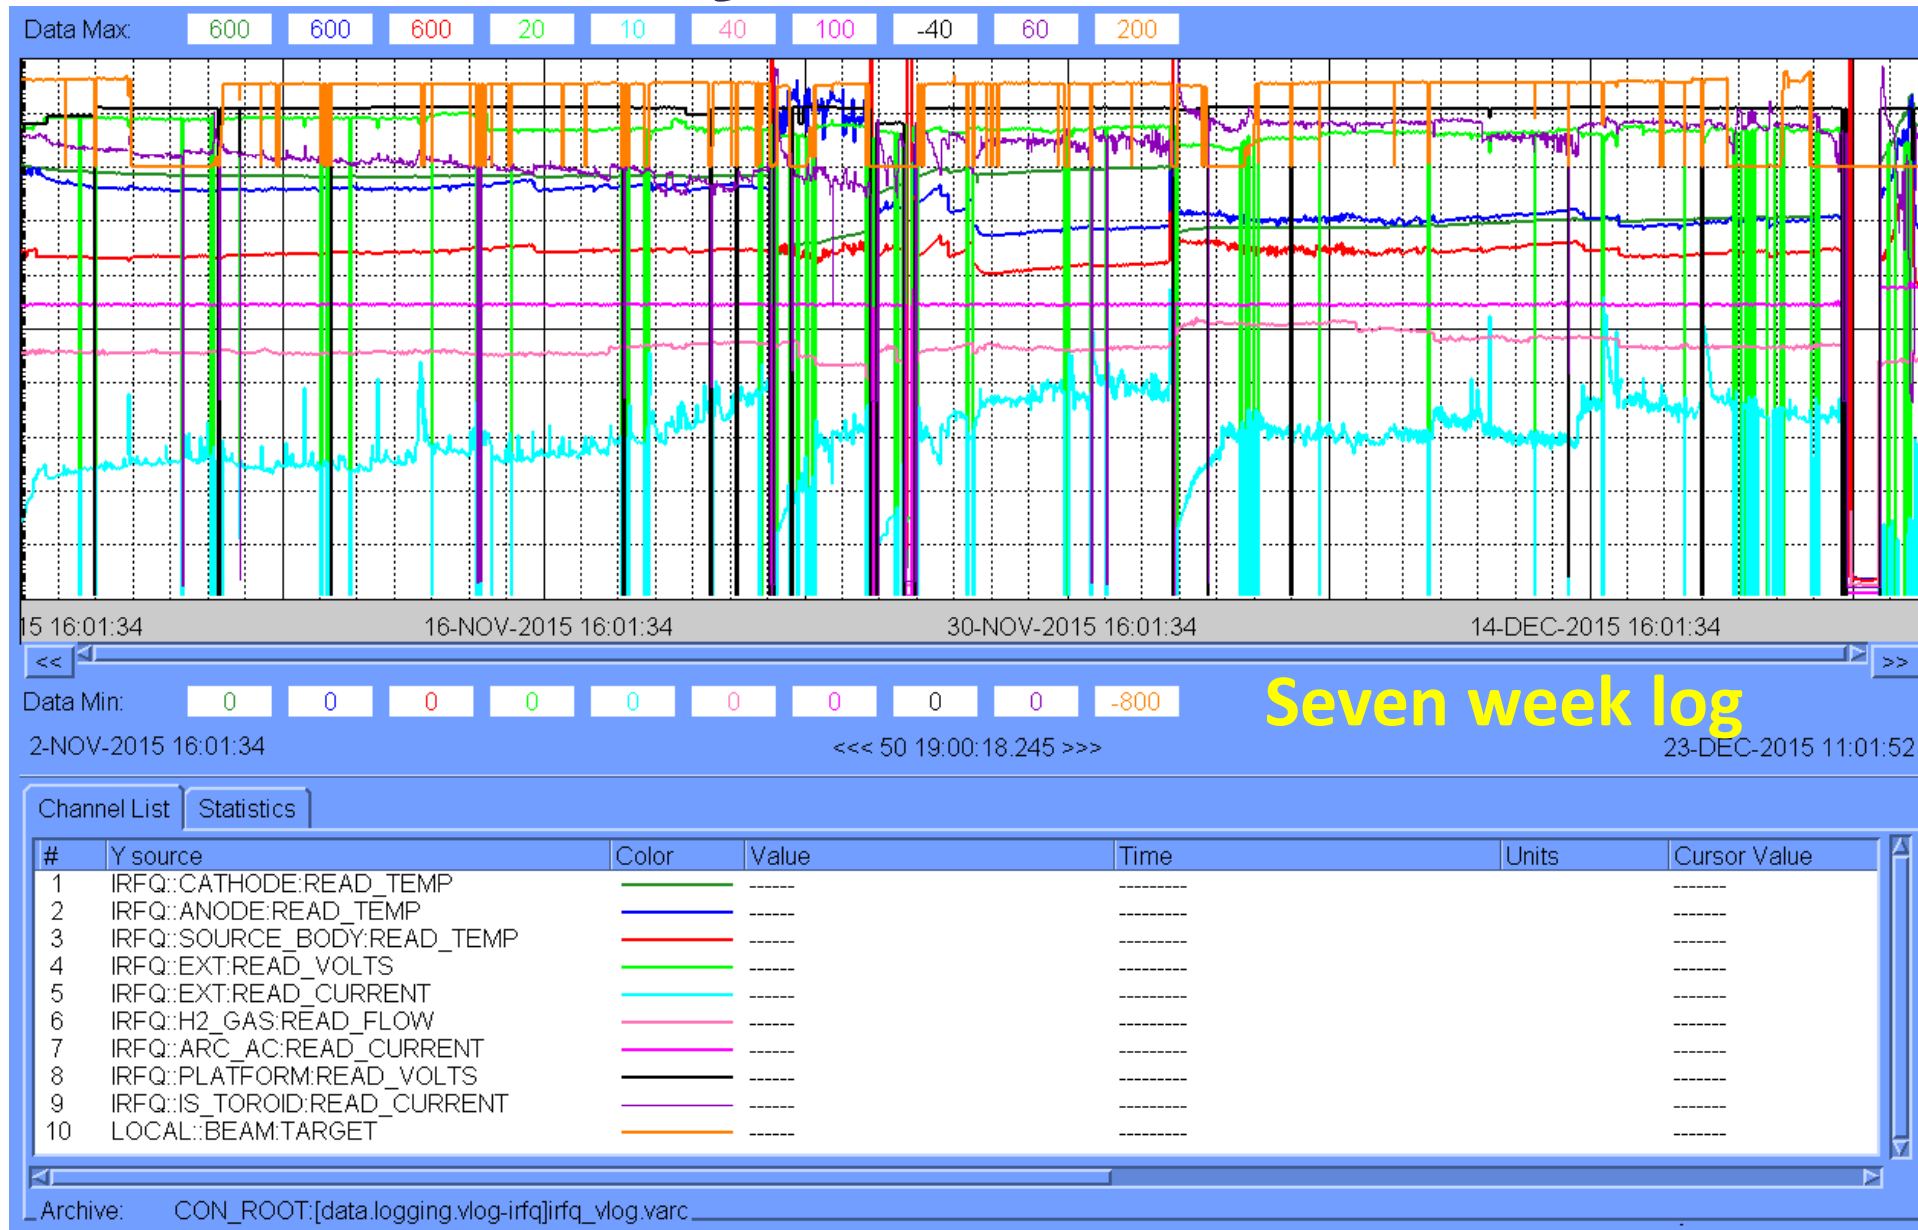 Data Max: 600 600 600 20 10 40 100 -40 60 200
15 16:01:34 16-NOV-2015 16:01:34 30-NOV-2015 16:01:34 14-DEC-2015 16:01:34
<< >>
Data Min: 0 0 0 0 0 0 0 0 0 -800
Seven week log
2-NOV-2015 16:01:34 <<< 50 19:00:18.245 >>> 23-DEC-2015 11:01:52
Channel List Statistics
# Y source Color Value Time Units Cursor Value
1 IRFQ::CATHODE:READ_TEMP ------ --------- -------
2 IRFQ::ANODE:READ_TEMP ------ --------- -------
3 IRFQ::SOURCE_BODY:READ_TEMP ------ --------- -------
4 IRFQ::EXT:READ_VOLTS ------ --------- -------
5 IRFQ::EXT:READ_CURRENT ------ --------- -------
6 IRFQ::H2_GAS:READ_FLOW ------ --------- -------
7 IRFQ::ARC_AC:READ_CURRENT ------ --------- -------
8 IRFQ::PLATFORM:READ_VOLTS ------ --------- -------
9 IRFQ::IS_TOROID:READ_CURRENT ------ --------- -------
10 LOCAL::BEAM:TARGET ------ --------- -------
Archive: CON_ROOT:[data.logging.vlog-irfq]irfq_vlog.varc